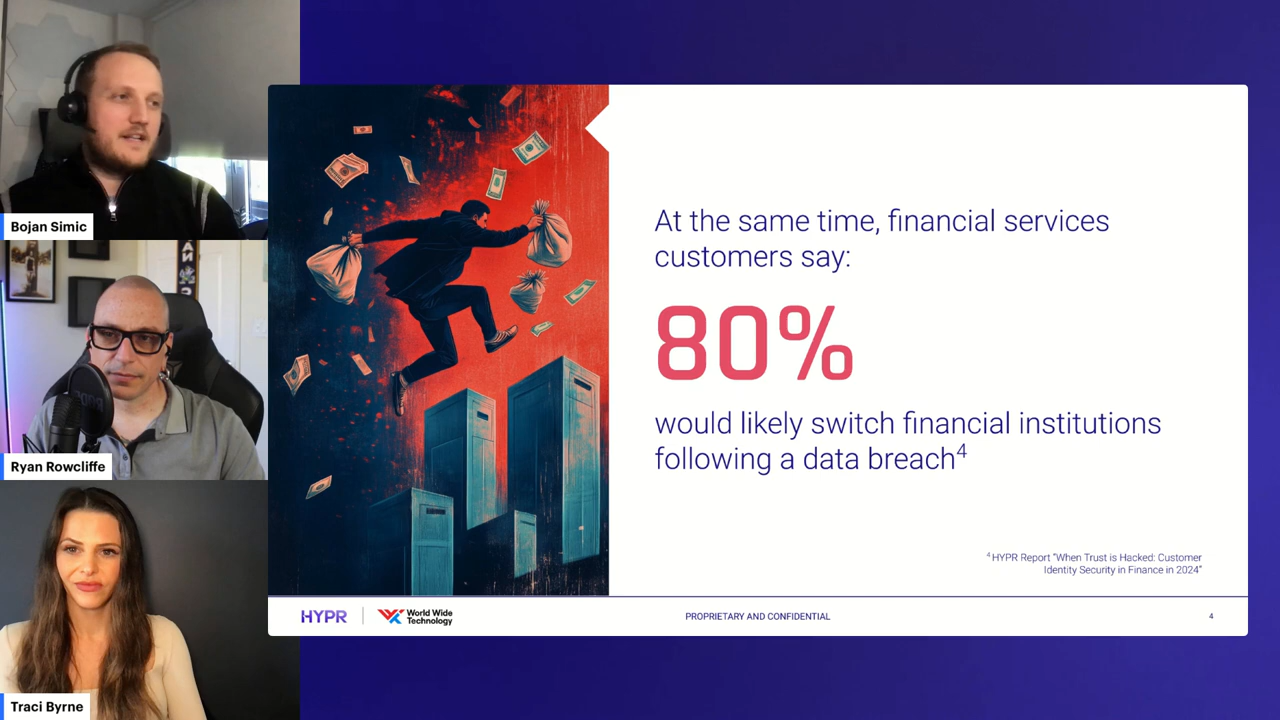 Bojan Simic
Ryan Rowcliffe
Traci Byrne
At the same time, financial services
customers say:
80%
would likely switch financial institutions
following a data breach4
4 HYPR Report “When Trust is Hacked: Customer
Identity Security in Finance in 2024”
HYPR
World Wide
Technology
PROPRIETARY AND CONFIDENTIAL
4